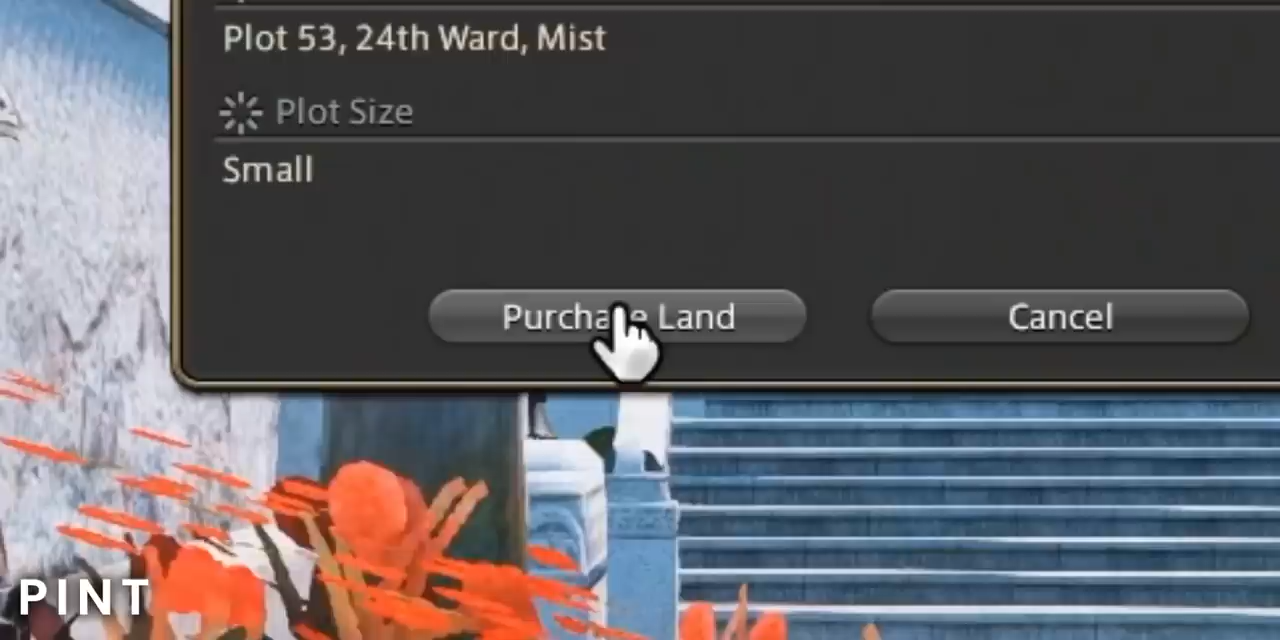 Plot 53, 24th Ward, Mist
Plot Size
Small
Purchase Land Cancel
PINT